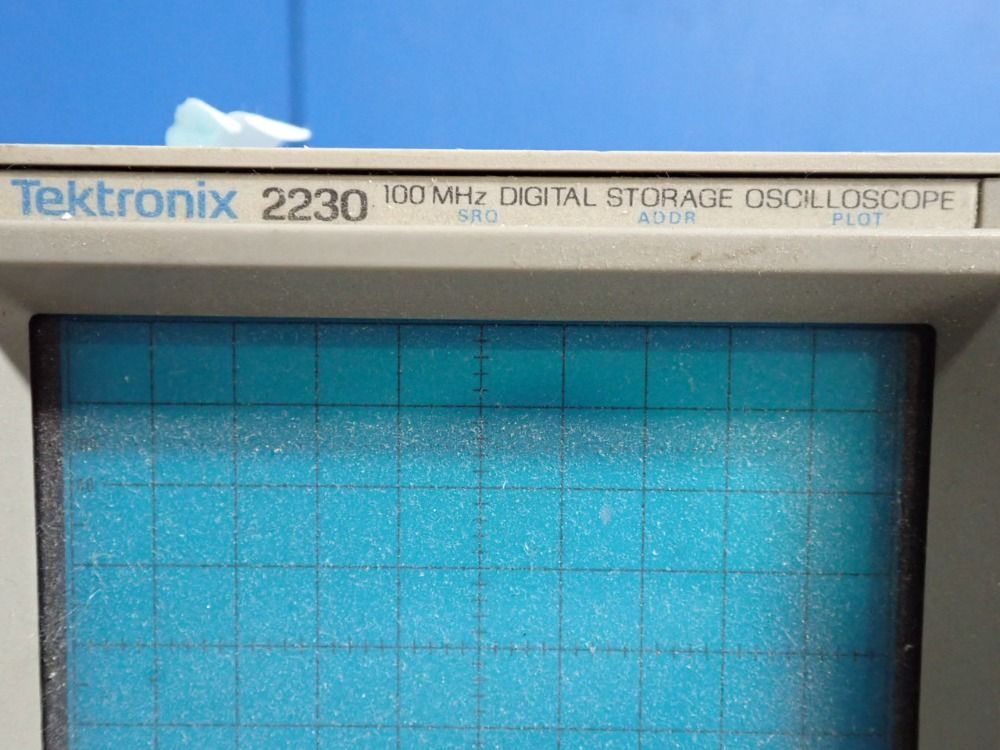 Tektronix 2230 100 MHz DIGITAL STORAGE OSCILLOSCOPE
SRQ ADDR PLOT